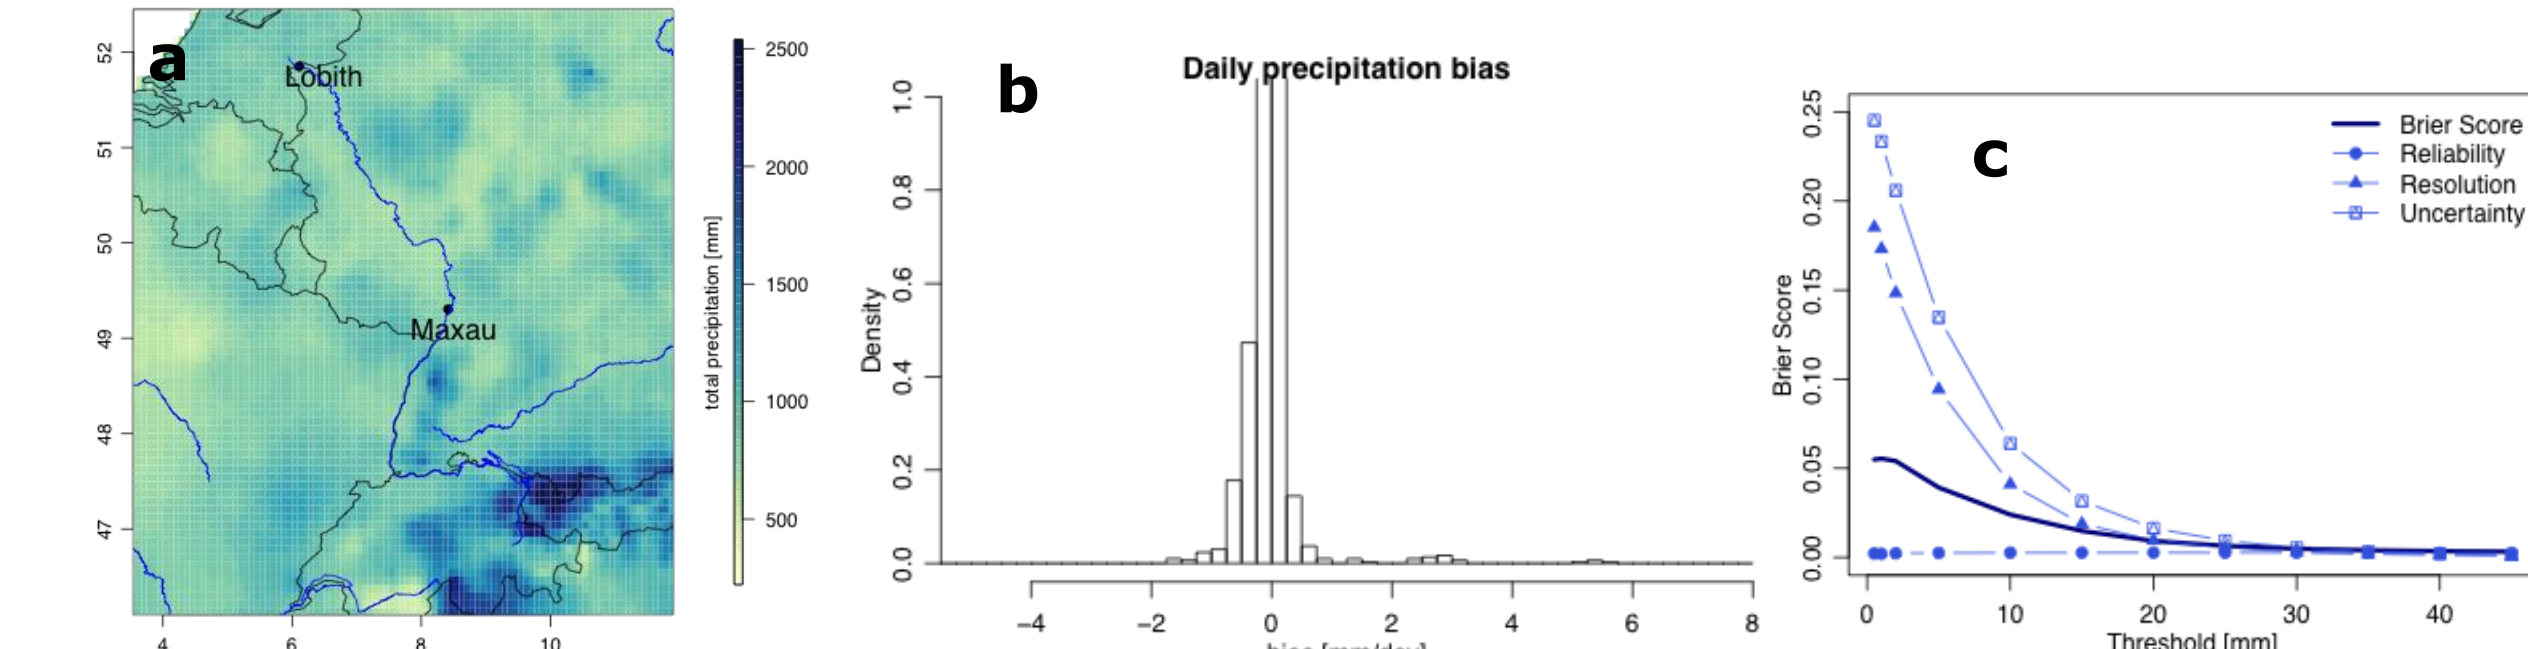 a
52
51
50
49
48
47
4
6
8
10
Lobith
Maxau
total precipitation [mm]
2500
2000
1500
1000
500
b
Daily precipitation bias
Density
1.0
0.8
0.6
0.4
0.2
0.0
−4
−2
0
2
4
6
8
bias [mm/day]
c
Brier Score
0.25
0.20
0.15
0.10
0.05
0.00
Brier Score
Reliability
Resolution
Uncertainty
0
10
20
30
40
Threshold [mm]